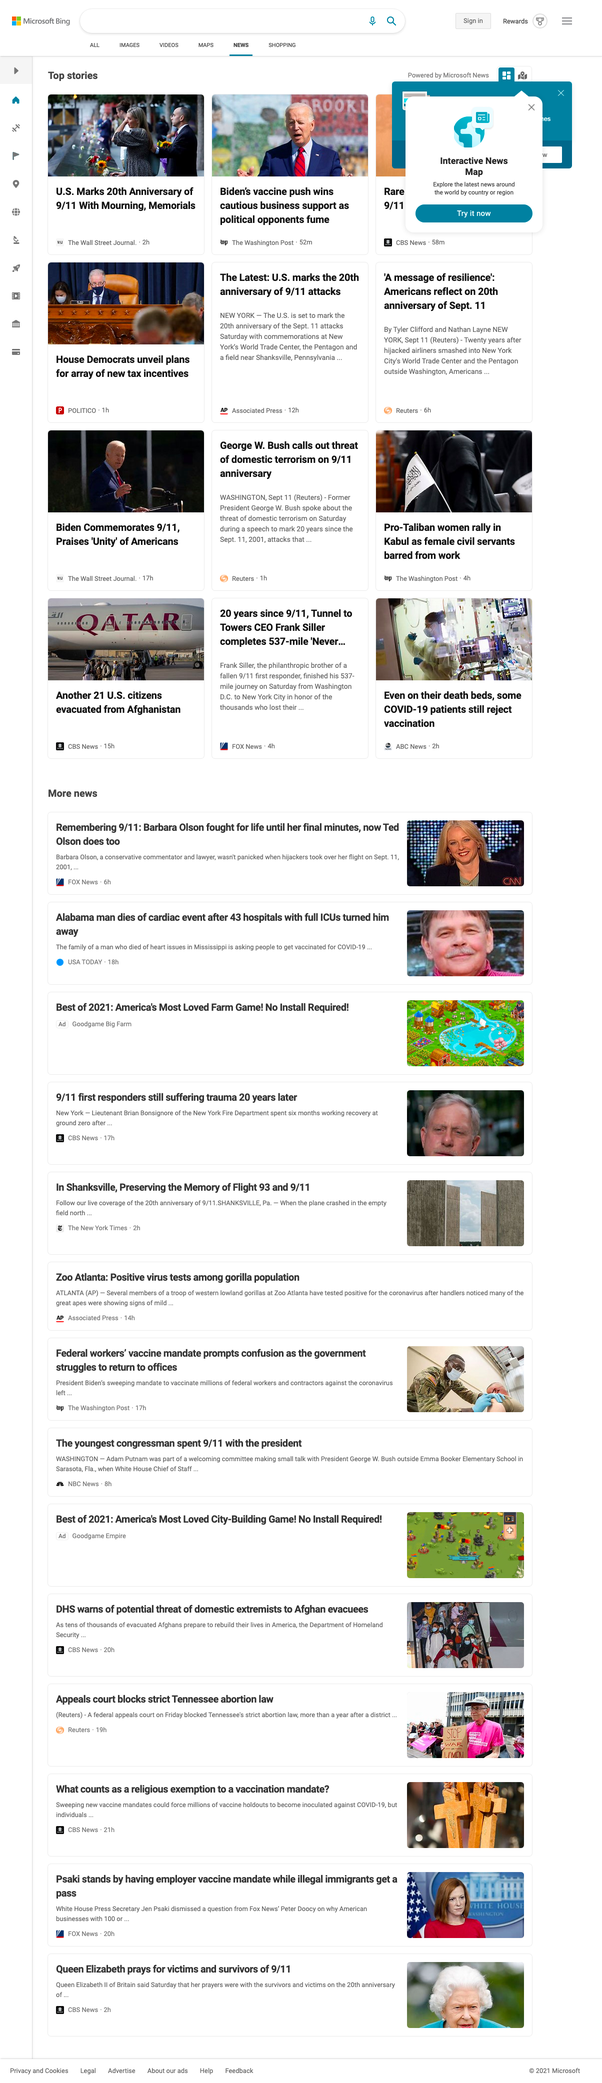 Microsoft Bing
Sign in
Rewards
ALL
IMAGES
VIDEOS
MAPS
NEWS
SHOPPING
Top stories
Powered by Microsoft News
Interactive News
Map
Explore the latest news around
the world by country or region
Try it now
U.S. Marks 20th Anniversary of
9/11 With Mourning, Memorials
The Wall Street Journal. · 2h
Biden's vaccine push wins
cautious business support as
political opponents fume
The Washington Post · 52m
Rare
9/11
CBS News · 58m
House Democrats unveil plans
for array of new tax incentives
POLITICO · 1h
The Latest: U.S. marks the 20th
anniversary of 9/11 attacks
NEW YORK — The U.S. is set to mark the
20th anniversary of the Sept. 11 attacks
Saturday with commemorations at New
York's World Trade Center, the Pentagon and
a field near Shanksville, Pennsylvania ...
AP
Associated Press · 12h
'A message of resilience':
Americans reflect on 20th
anniversary of Sept. 11
By Tyler Clifford and Nathan Layne NEW
YORK, Sept 11 (Reuters) - Twenty years after
hijacked airliners smashed into New York
City's World Trade Center and the Pentagon
outside Washington, Americans ...
Reuters · 6h
Biden Commemorates 9/11,
Praises 'Unity' of Americans
The Wall Street Journal. · 17h
George W. Bush calls out threat
of domestic terrorism on 9/11
anniversary
WASHINGTON, Sept 11 (Reuters) - Former
President George W. Bush spoke about the
threat of domestic terrorism on Saturday
during a speech to mark 20 years since the
Sept. 11, 2001, attacks that ...
Reuters · 1h
Pro-Taliban women rally in
Kabul as female civil servants
barred from work
The Washington Post · 4h
QATAR
Another 21 U.S. citizens
evacuated from Afghanistan
CBS News · 15h
20 years since 9/11, Tunnel to
Towers CEO Frank Siller
completes 537-mile 'Never...
Frank Siller, the philanthropic brother of a
fallen 9/11 first responder, finished his 537-
mile journey on Saturday from Washington
D.C. to New York City in honor of the
thousands who lost their ...
FOX News · 4h
Even on their death beds, some
COVID-19 patients still reject
vaccination
ABC News · 2h
More news
Remembering 9/11: Barbara Olson fought for life until her final minutes, now Ted
Olson does too
Barbara Olson, a conservative commentator and lawyer, wasn't panicked when hijackers took over her flight on Sept. 11,
2001, ...
FOX News · 6h
CNN
Alabama man dies of cardiac event after 43 hospitals with full ICUs turned him
away
The family of a man who died of heart issues in Mississippi is asking people to get vaccinated for COVID-19 ...
USA TODAY · 18h
Best of 2021: America's Most Loved Farm Game! No Install Required!
Ad Goodgame Big Farm
9/11 first responders still suffering trauma 20 years later
New York — Lieutenant Brian Bonsignore of the New York Fire Department spent six months working recovery at
ground zero after ...
CBS News · 17h
In Shanksville, Preserving the Memory of Flight 93 and 9/11
Follow our live coverage of the 20th anniversary of 9/11.SHANKSVILLE, Pa. — When the plane crashed in the empty
field north ...
The New York Times · 2h
Zoo Atlanta: Positive virus tests among gorilla population
ATLANTA (AP) — Several members of a troop of western lowland gorillas at Zoo Atlanta have tested positive for the coronavirus after handlers noticed many of the
great apes were showing signs of mild ...
AP
Associated Press · 14h
Federal workers' vaccine mandate prompts confusion as the government
struggles to return to offices
President Biden's sweeping mandate to vaccinate millions of federal workers and contractors against the coronavirus
left ...
The Washington Post · 17h
The youngest congressman spent 9/11 with the president
WASHINGTON — Adam Putnam was part of a welcoming committee making small talk with President George W. Bush outside Emma Booker Elementary School in
Sarasota, Fla., when White House Chief of Staff ...
NBC News · 8h
Best of 2021: America's Most Loved City-Building Game! No Install Required!
Ad Goodgame Empire
DHS warns of potential threat of domestic extremists to Afghan evacuees
As tens of thousands of evacuated Afghans prepare to rebuild their lives in America, the Department of Homeland
Security ...
CBS News · 20h
Appeals court blocks strict Tennessee abortion law
(Reuters) - A federal appeals court on Friday blocked Tennessee's strict abortion law, more than a year after a district ...
Reuters · 19h
What counts as a religious exemption to a vaccination mandate?
Sweeping new vaccine mandates could force millions of vaccine holdouts to become inoculated against COVID-19, but
individuals ...
CBS News · 21h
Psaki stands by having employer vaccine mandate while illegal immigrants get a
pass
White House Press Secretary Jen Psaki dismissed a question from Fox News' Peter Doocy on why American
businesses with 100 or ...
FOX News · 20h
Queen Elizabeth prays for victims and survivors of 9/11
Queen Elizabeth II of Britain said Saturday that her prayers were with the survivors and victims on the 20th anniversary
of ...
CBS News · 2h
Privacy and Cookies
Legal
Advertise
About our ads
Help
Feedback
© 2021 Microsoft